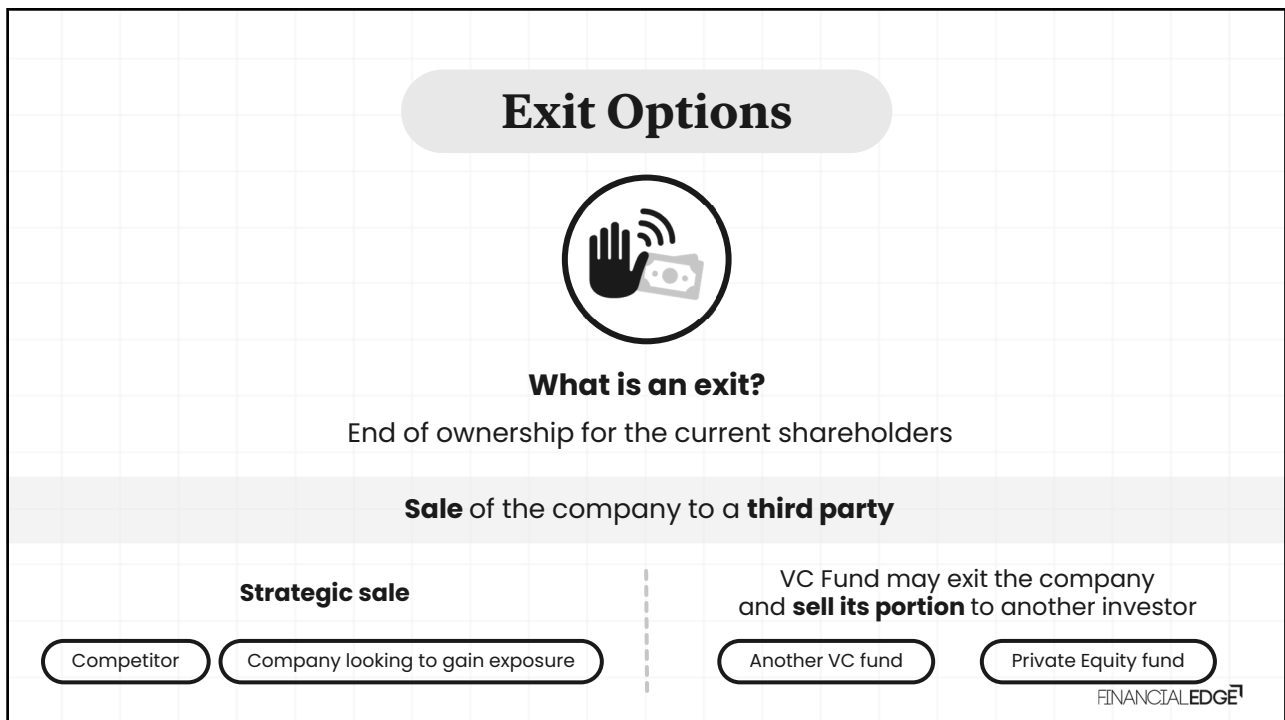 Exit Options
What is an exit?
End of ownership for the current shareholders
Sale of the company to a third party
Strategic sale
Competitor
Company looking to gain exposure
VC Fund may exit the company
and sell its portion to another investor
Another VC fund
Private Equity fund
FINANCIALEDGE